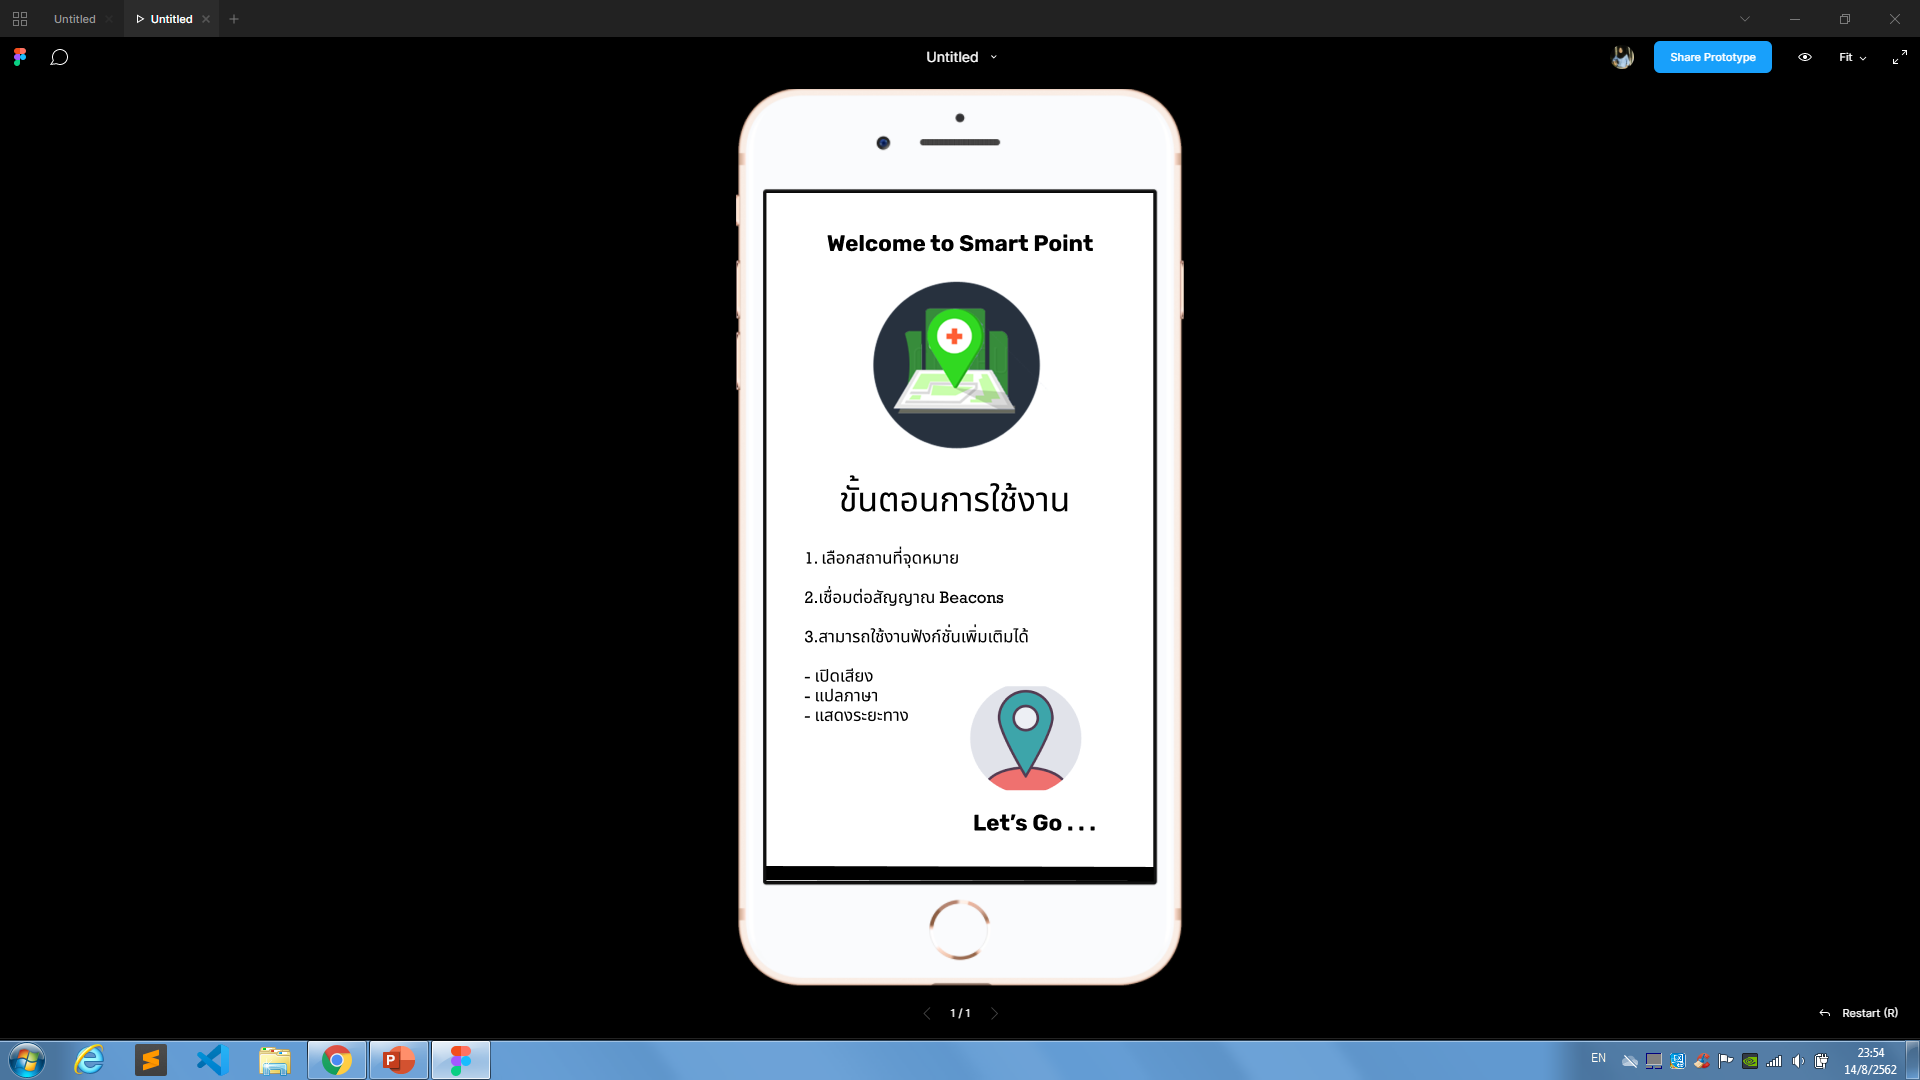 Untitled
Untitled
Untitled
Share Prototype
Fit
Welcome to Smart Point
ขั้นตอนการใช้งาน
1. เลือกสถานที่จุดหมาย
2.เชื่อมต่อสัญญาณ Beacons
3.สามารถใช้งานฟังก์ชั่นเพิ่มเติมได้
- เปิดเสียง
- แปลภาษา
- แสดงระยะทาง
Let's Go . . .
1 / 1
Restart (R)
EN
23:54
14/8/2562